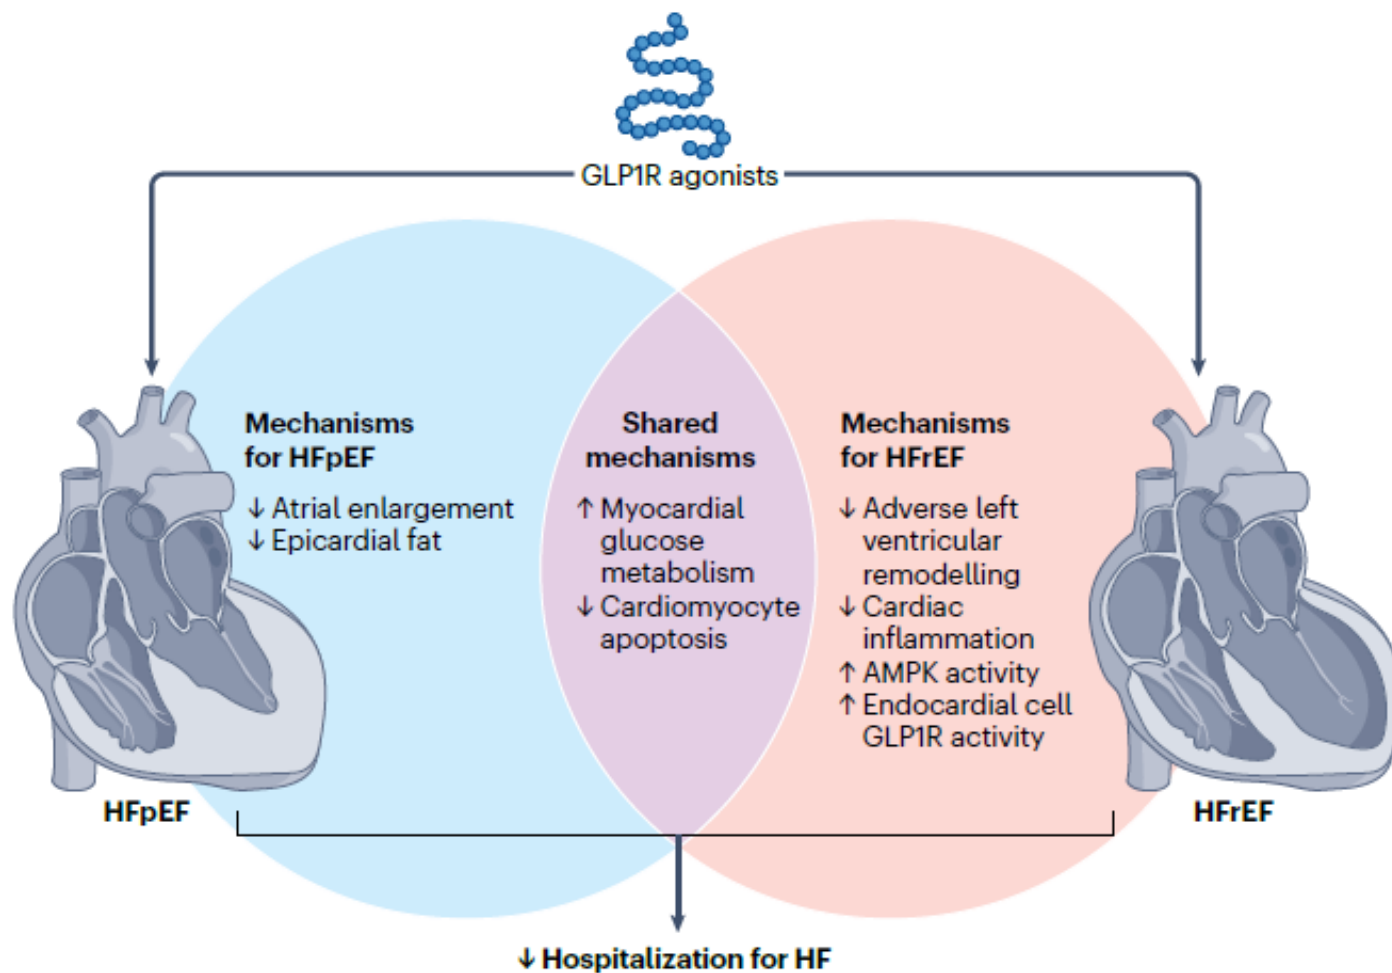 GLP1R agonists
Mechanisms
for HFpEF
↓ Atrial enlargement
↓ Epicardial fat
Shared
mechanisms
↑ Myocardial
glucose
metabolism
↓ Cardiomyocyte
apoptosis
Mechanisms
for HFrEF
↓ Adverse left
ventricular
remodelling
↓ Cardiac
inflammation
↑ AMPK activity
↑ Endocardial cell
GLP1R activity
HFpEF
HFrEF
↓ Hospitalization for HF